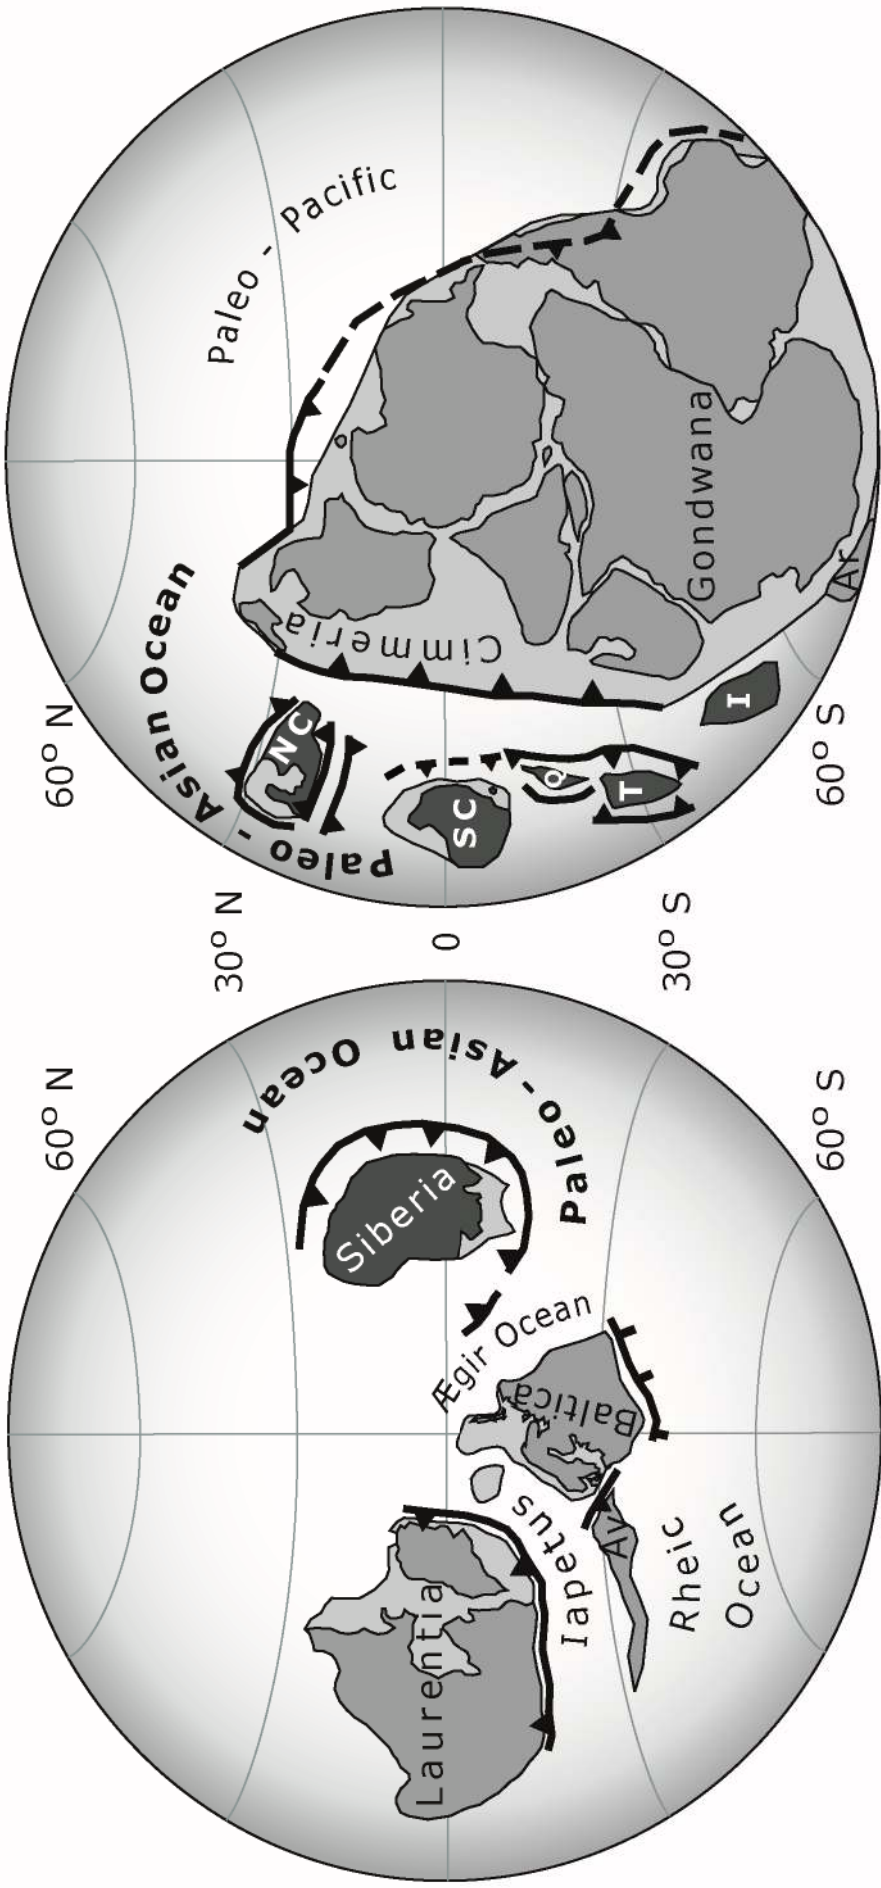 60° N
30° N
0
30° S
60° S
60° N
60° S
Laurentia
Iapetus
Av
Rheic
Ocean
Baltica
Ægir Ocean
Siberia
Paleo - Asian Ocean
Paleo - Asian Ocean
NC
SC
Q
T
I
Cimmeria
Gondwana
Ar
Paleo - Pacific